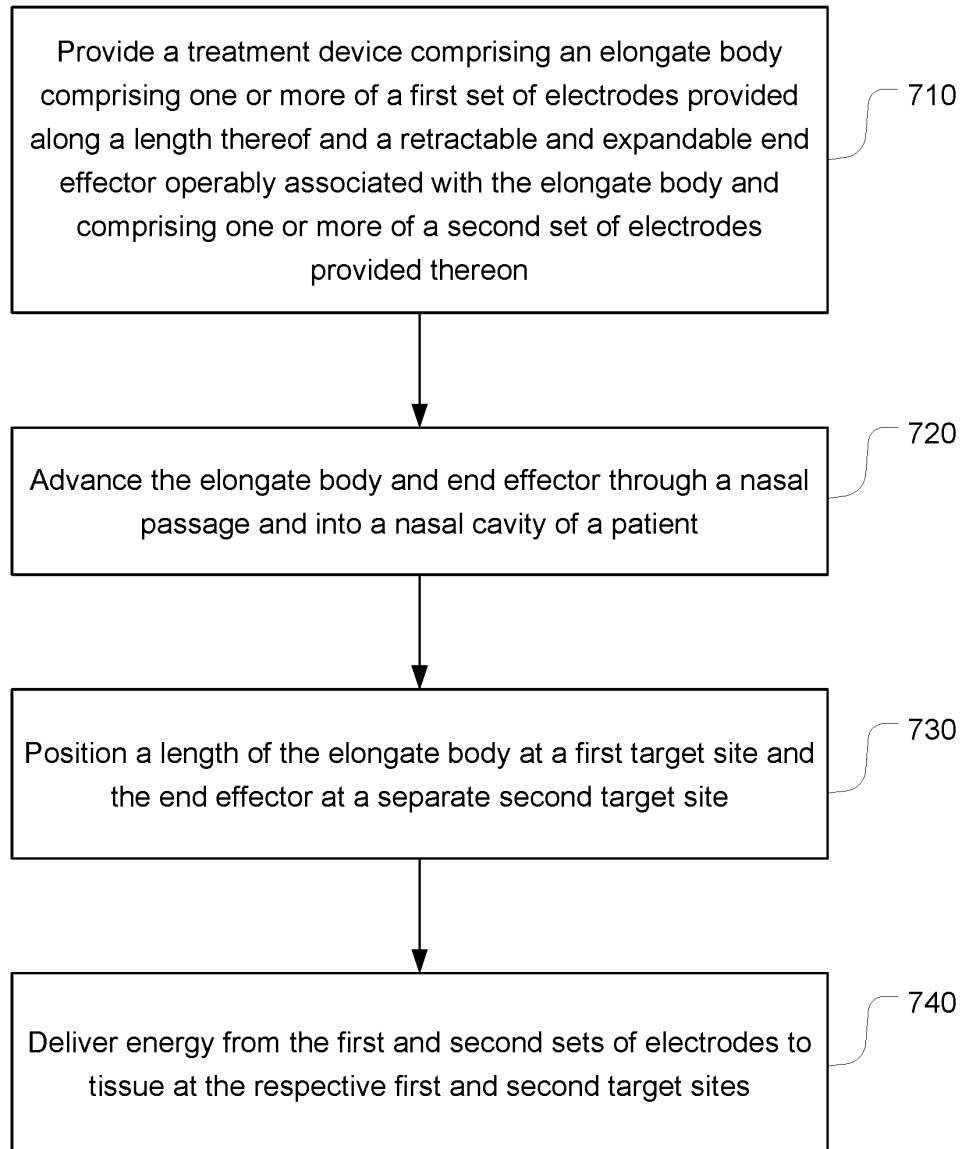 Provide a treatment device comprising an elongate body
comprising one or more of a first set of electrodes provided
along a length thereof and a retractable and expandable end
effector operably associated with the elongate body and
comprising one or more of a second set of electrodes
provided thereon
710
Advance the elongate body and end effector through a nasal
passage and into a nasal cavity of a patient
720
Position a length of the elongate body at a first target site and
the end effector at a separate second target site
730
Deliver energy from the first and second sets of electrodes to
tissue at the respective first and second target sites
740